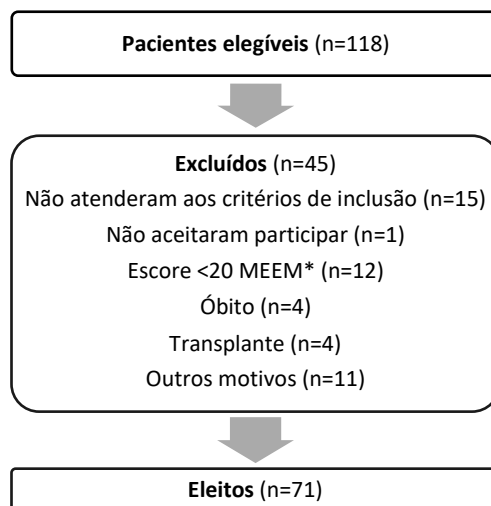 Pacientes elegíveis (n=118)
Excluídos (n=45)
Não atenderam aos critérios de inclusão (n=15)
Não aceitaram participar (n=1)
Escore <20 MEEM* (n=12)
Óbito (n=4)
Transplante (n=4)
Outros motivos (n=11)
Eleitos (n=71)